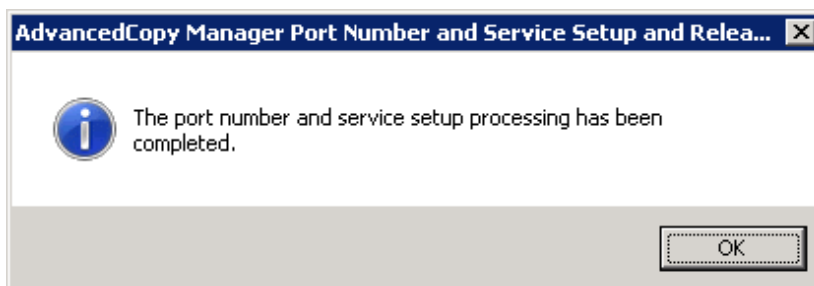 AdvancedCopy Manager Port Number and Service Setup and Relea...
The port number and service setup processing has been
completed.
OK